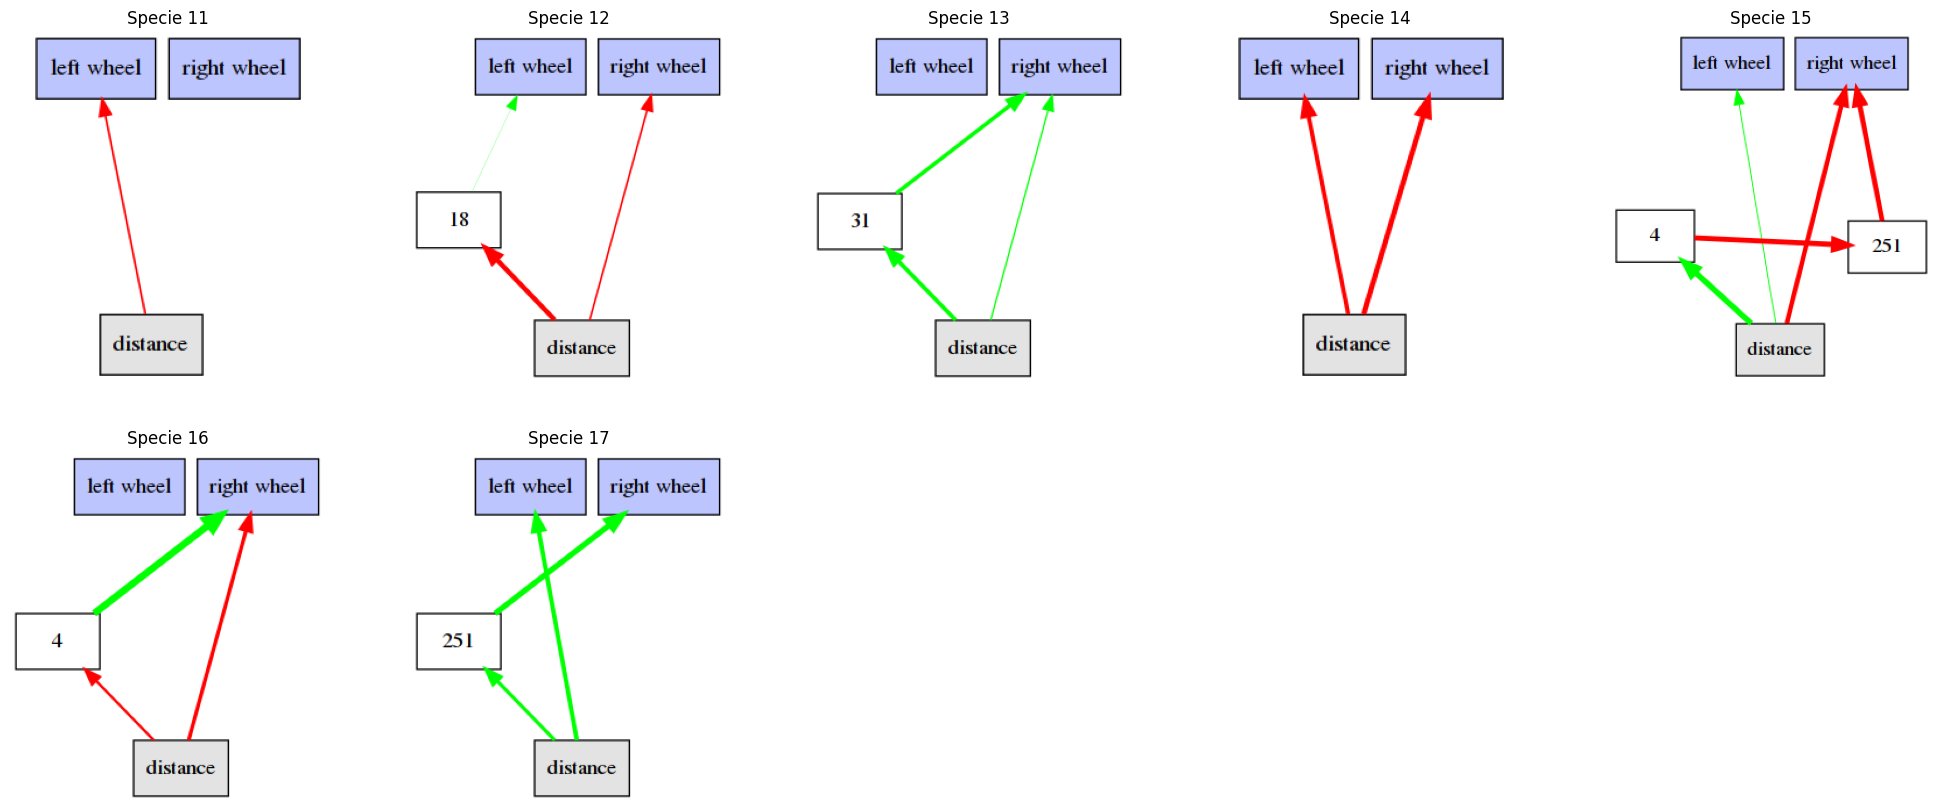 Specie 11
left wheel
right wheel
distance
Specie 12
left wheel
right wheel
18
distance
Specie 13
left wheel
right wheel
31
distance
Specie 14
left wheel
right wheel
distance
Specie 15
left wheel
right wheel
4
251
distance
Specie 16
left wheel
right wheel
4
distance
Specie 17
left wheel
right wheel
251
distance